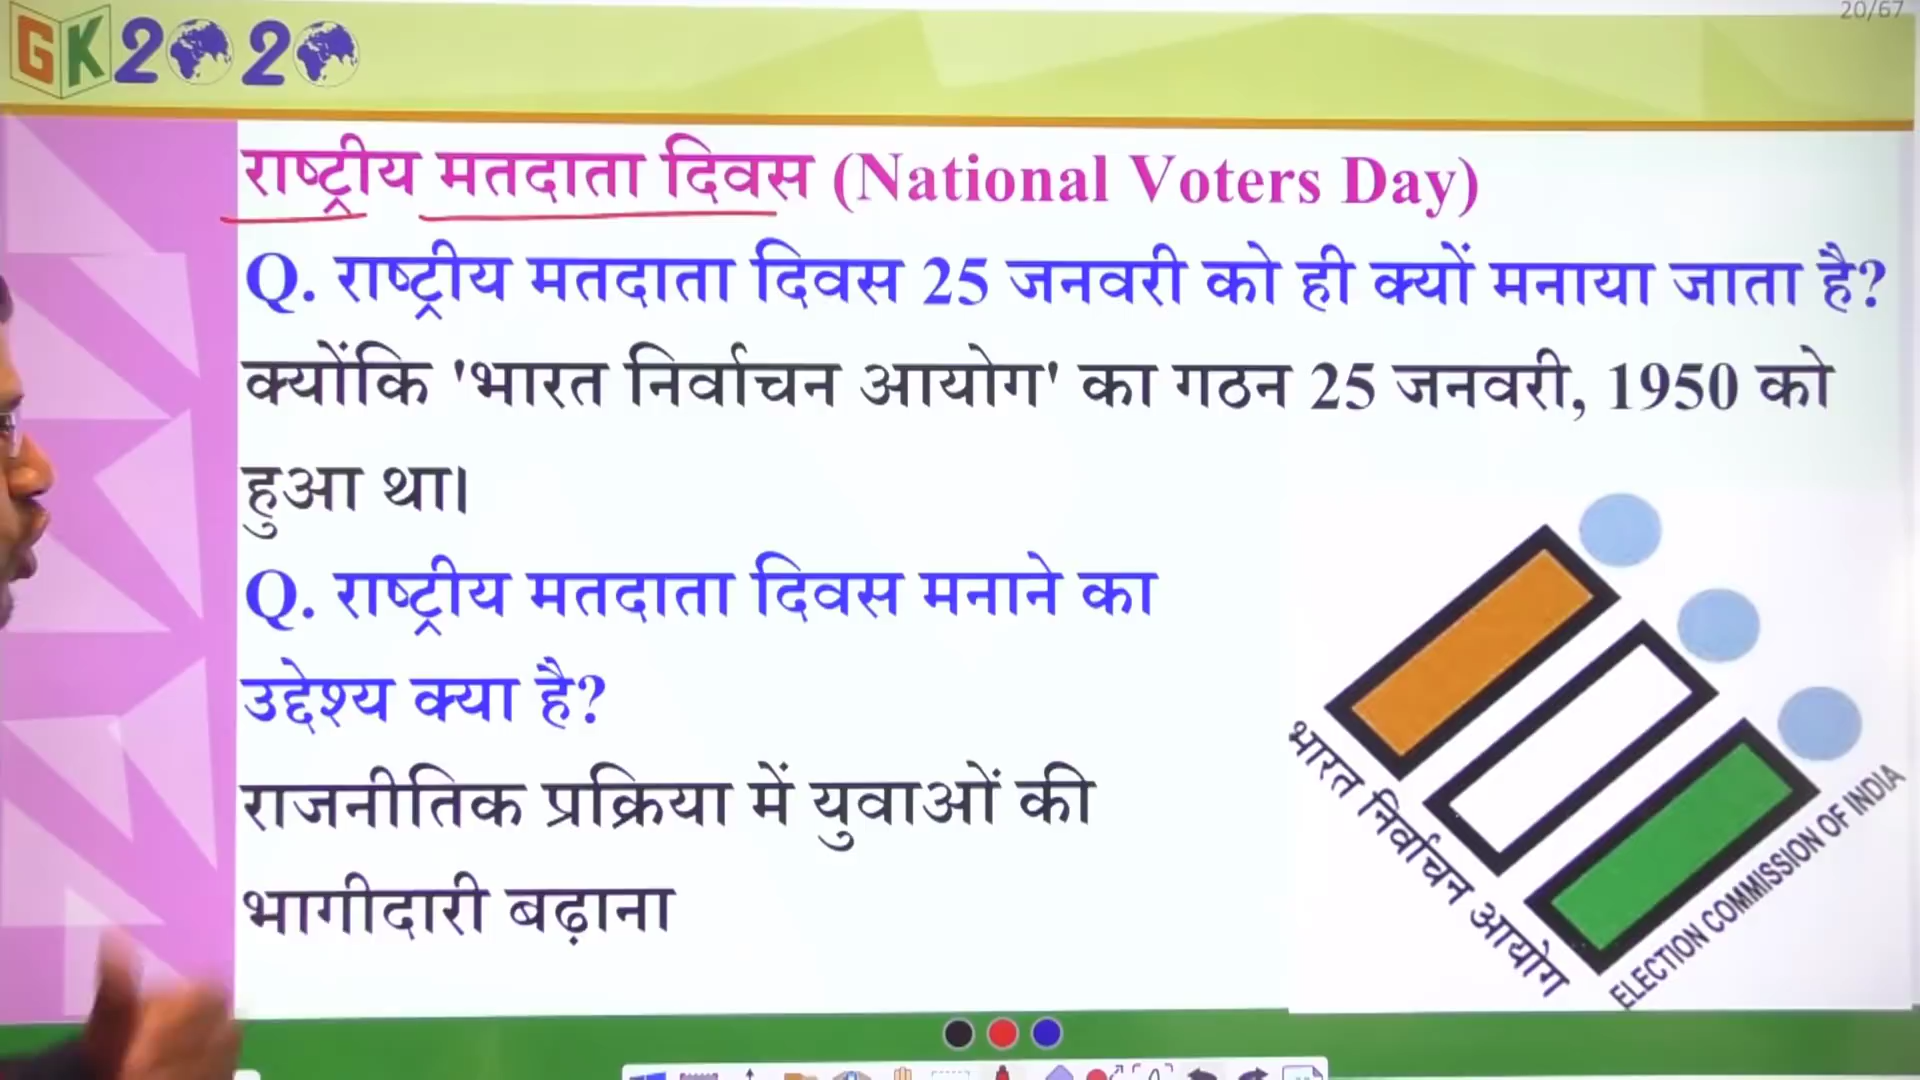 20/67
GK2020
राष्ट्रीय मतदाता दिवस (National Voters Day)
Q. राष्ट्रीय मतदाता दिवस 25 जनवरी को ही क्यों मनाया जाता है?
क्योंकि 'भारत निर्वाचन आयोग' का गठन 25 जनवरी, 1950 को
हुआ था।
Q. राष्ट्रीय मतदाता दिवस मनाने का
उद्देश्य क्या है?
राजनीतिक प्रक्रिया में युवाओं की
भागीदारी बढ़ाना
भारत निर्वाचन आयोग
ELECTION COMMISSION OF INDIA